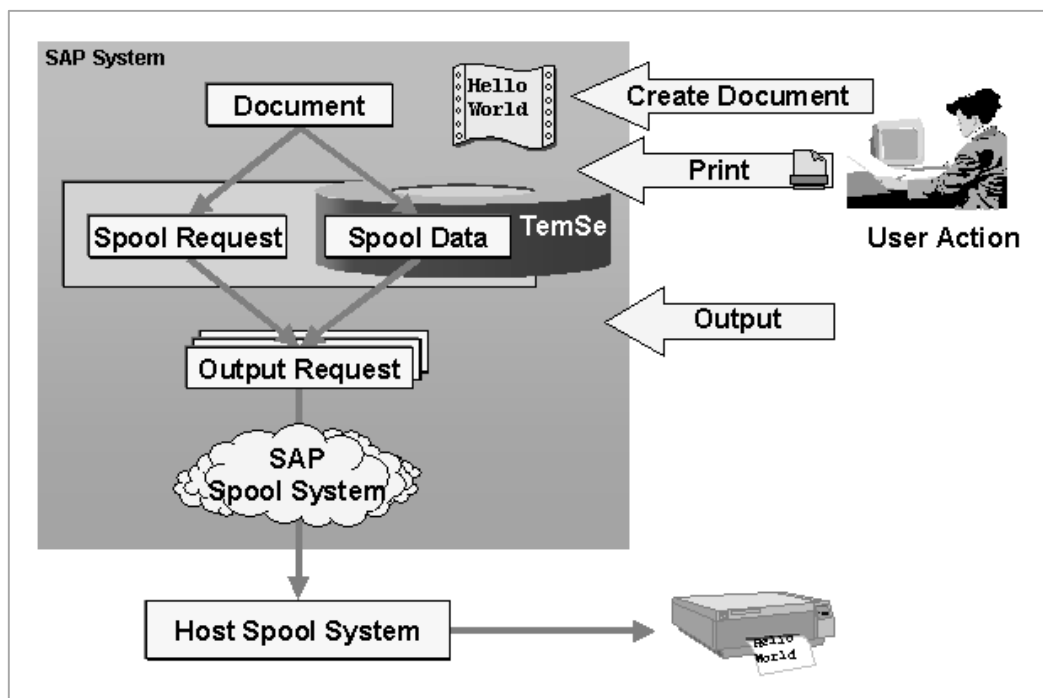 SAP System
Document
Hello
World
Create Document
Print
Spool Request
Spool Data
TemSe
User Action
Output
Output Request
SAP
Spool System
Host Spool System
Hello
World